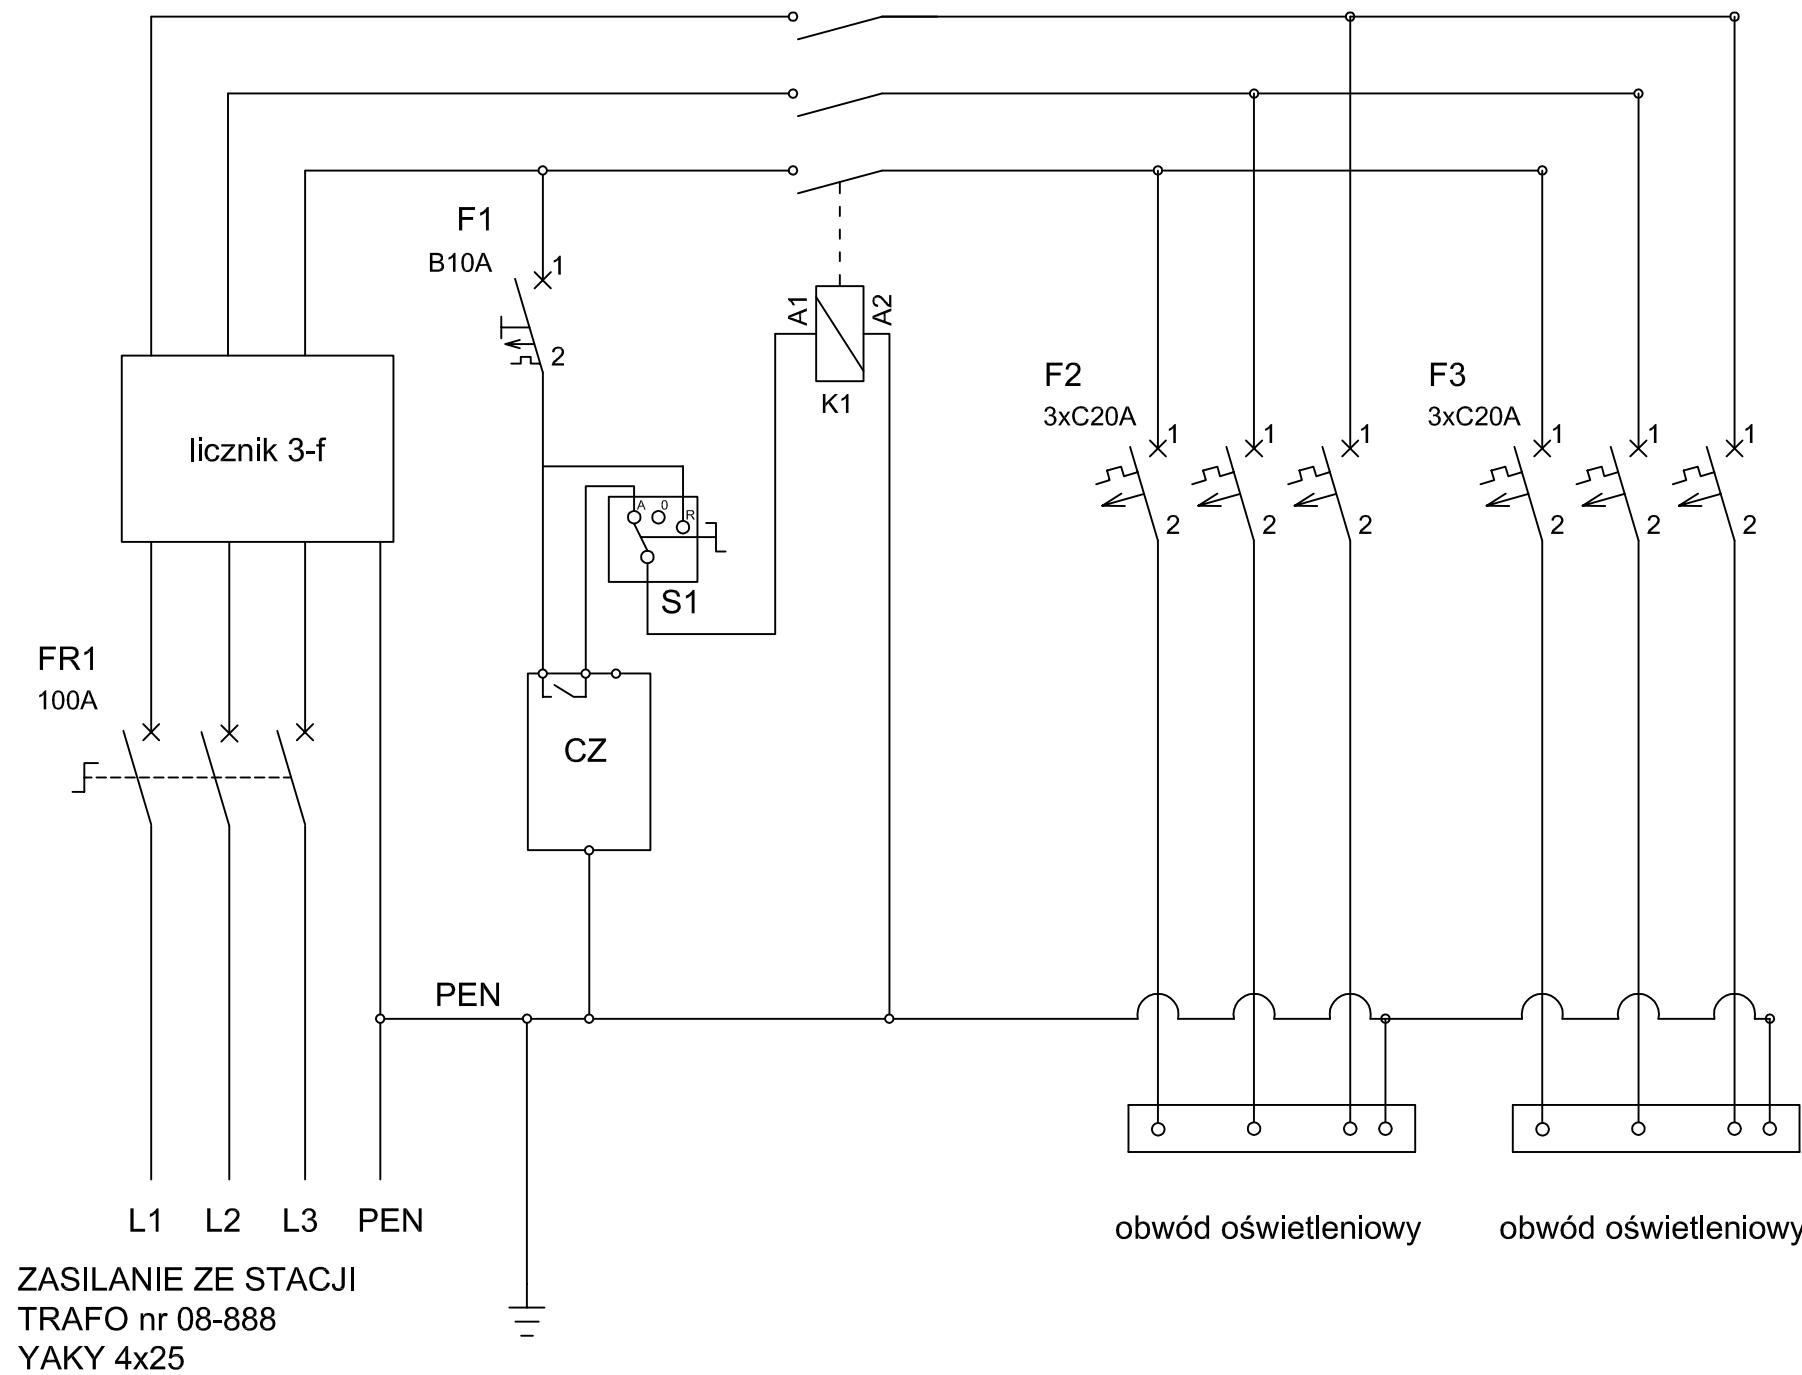 F1
B10A
1
2
A1
A2
K1
F2
3xC20A
1
1
1
2
2
2
F3
3xC20A
1
1
1
2
2
2
licznik 3-f
A
0
R
S1
FR1
100A
CZ
PEN
L1
L2
L3
PEN
obwód oświetleniowy
obwód oświetleniowy
ZASILANIE ZE STACJI
TRAFO nr 08-888
YAKY 4x25